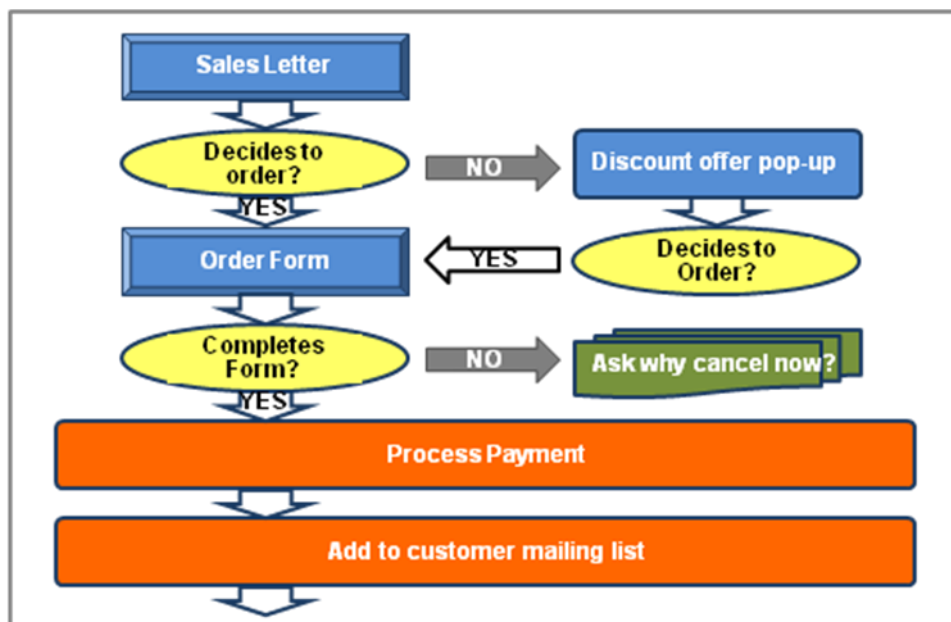 Sales Letter
Decides to
order?
NO
Discount offer pop-up
YES
Order Form
YES
Decides to
Order?
Completes
Form?
NO
Ask why cancel now?
YES
Process Payment
Add to customer mailing list